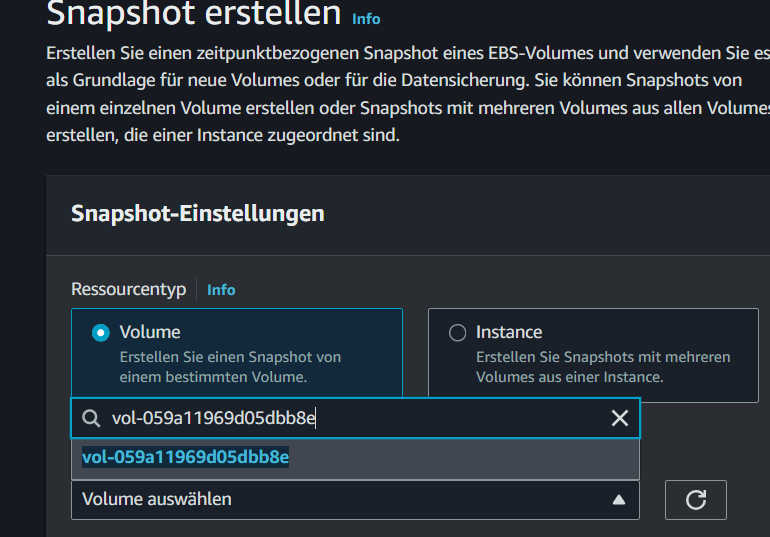 Snapshot erstellen Info
Erstellen Sie einen zeitpunktbezogenen Snapshot eines EBS-Volumes und verwenden Sie es
als Grundlage für neue Volumes oder für die Datensicherung. Sie können Snapshots von
einem einzelnen Volume erstellen oder Snapshots mit mehreren Volumes aus allen Volumes
erstellen, die einer Instance zugeordnet sind.
Snapshot-Einstellungen
Ressourcentyp Info
Volume
Erstellen Sie einen Snapshot von
einem bestimmten Volume.
Instance
Erstellen Sie Snapshots mit mehreren
Volumes aus einer Instance.
vol-059a11969d05dbb8e
vol-059a11969d05dbb8e
Volume auswählen